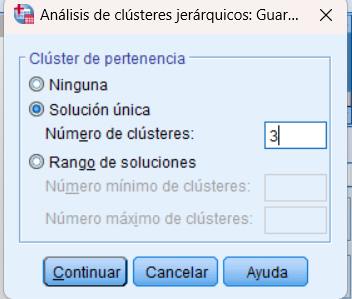 Análisis de clústeres jerárquicos: Guar...
Clúster de pertenencia
Ninguna
Solución única
Número de clústeres: 3
Rango de soluciones
Número mínimo de clústeres:
Número máximo de clústeres:
Continuar Cancelar Ayuda